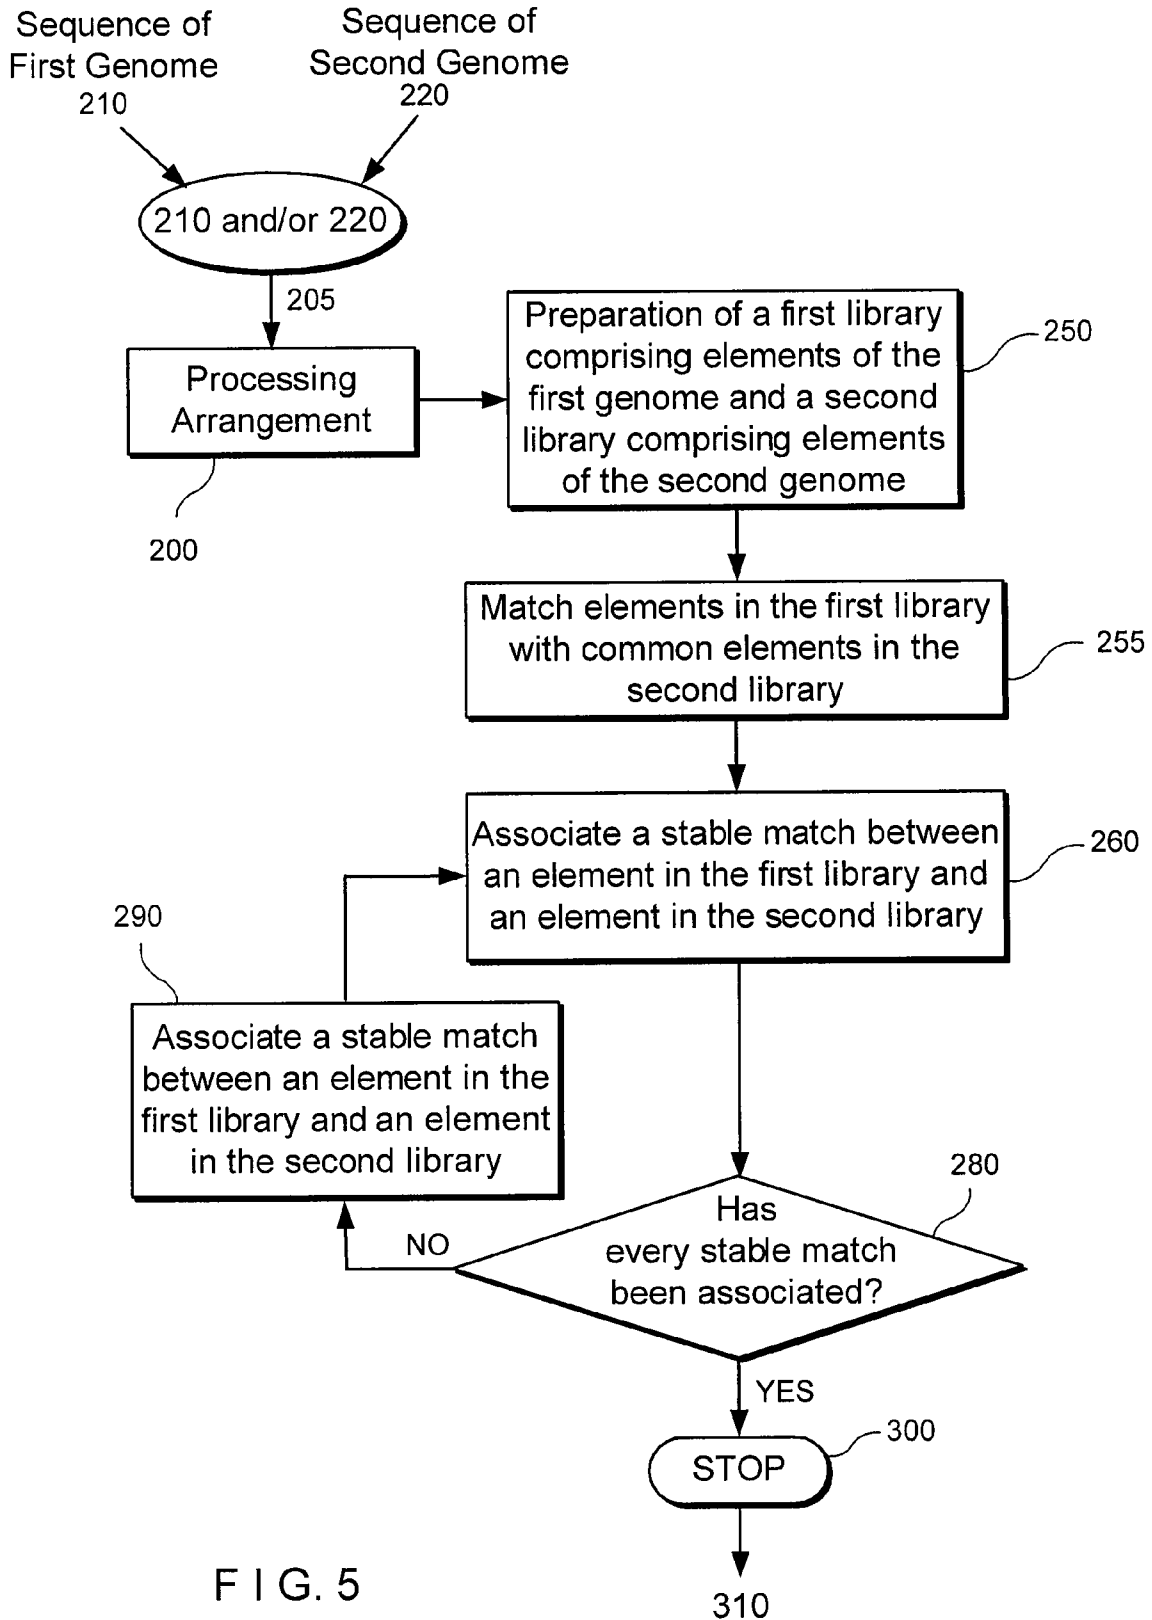 Sequence of
First Genome
210
Sequence of
Second Genome
220
210 and/or 220
205
Processing
Arrangement
200
Preparation of a first library
comprising elements of the
first genome and a second
library comprising elements
of the second genome
250
Match elements in the first library
with common elements in the
second library
255
Associate a stable match between
an element in the first library and
an element in the second library
260
290
Associate a stable match
between an element in the
first library and an element
in the second library
NO
280
Has
every stable match
been associated?
YES
300
STOP
310
F I G. 5